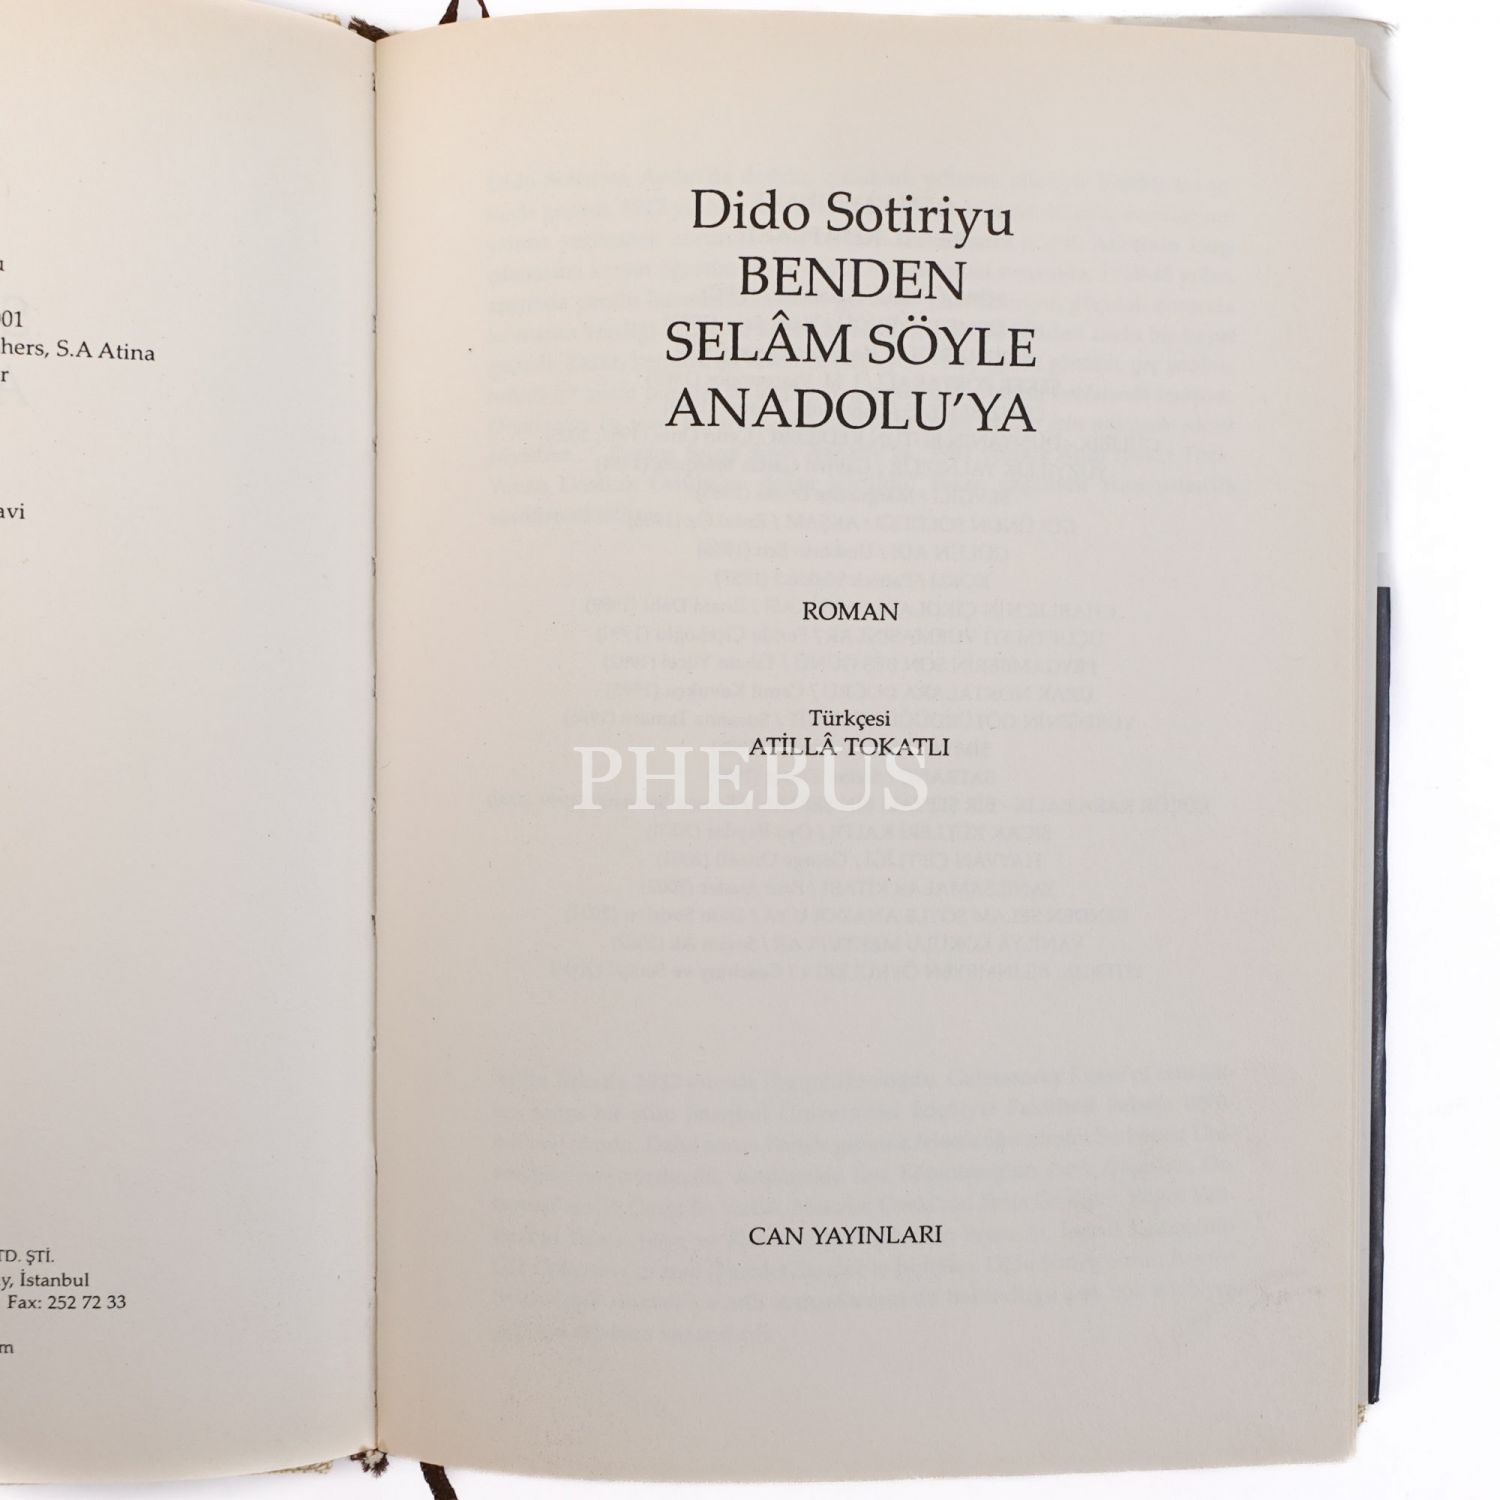 u
01
hers, S.A Atina
r
avi
TD. ŞTİ.
y, İstanbul
Fax: 252 72 33
m
Dido Sotiriyu
BENDEN
SELÂM SÖYLE
ANADOLU'YA
ROMAN
Türkçesi
ATİLLÂ TOKATLI
PHEBUS
CAN YAYINLARI